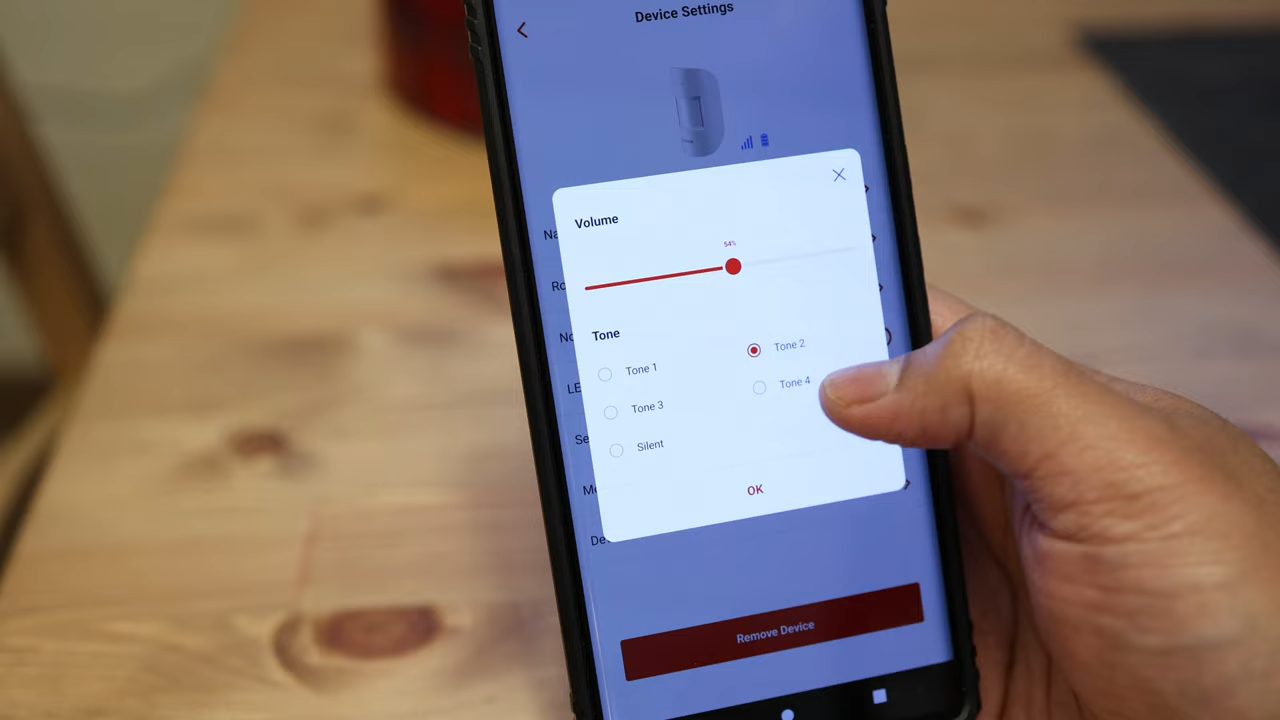 Device Settings
Volume
54%
Tone
Tone 1
Tone 2
Tone 3
Tone 4
Silent
OK
Remove Device